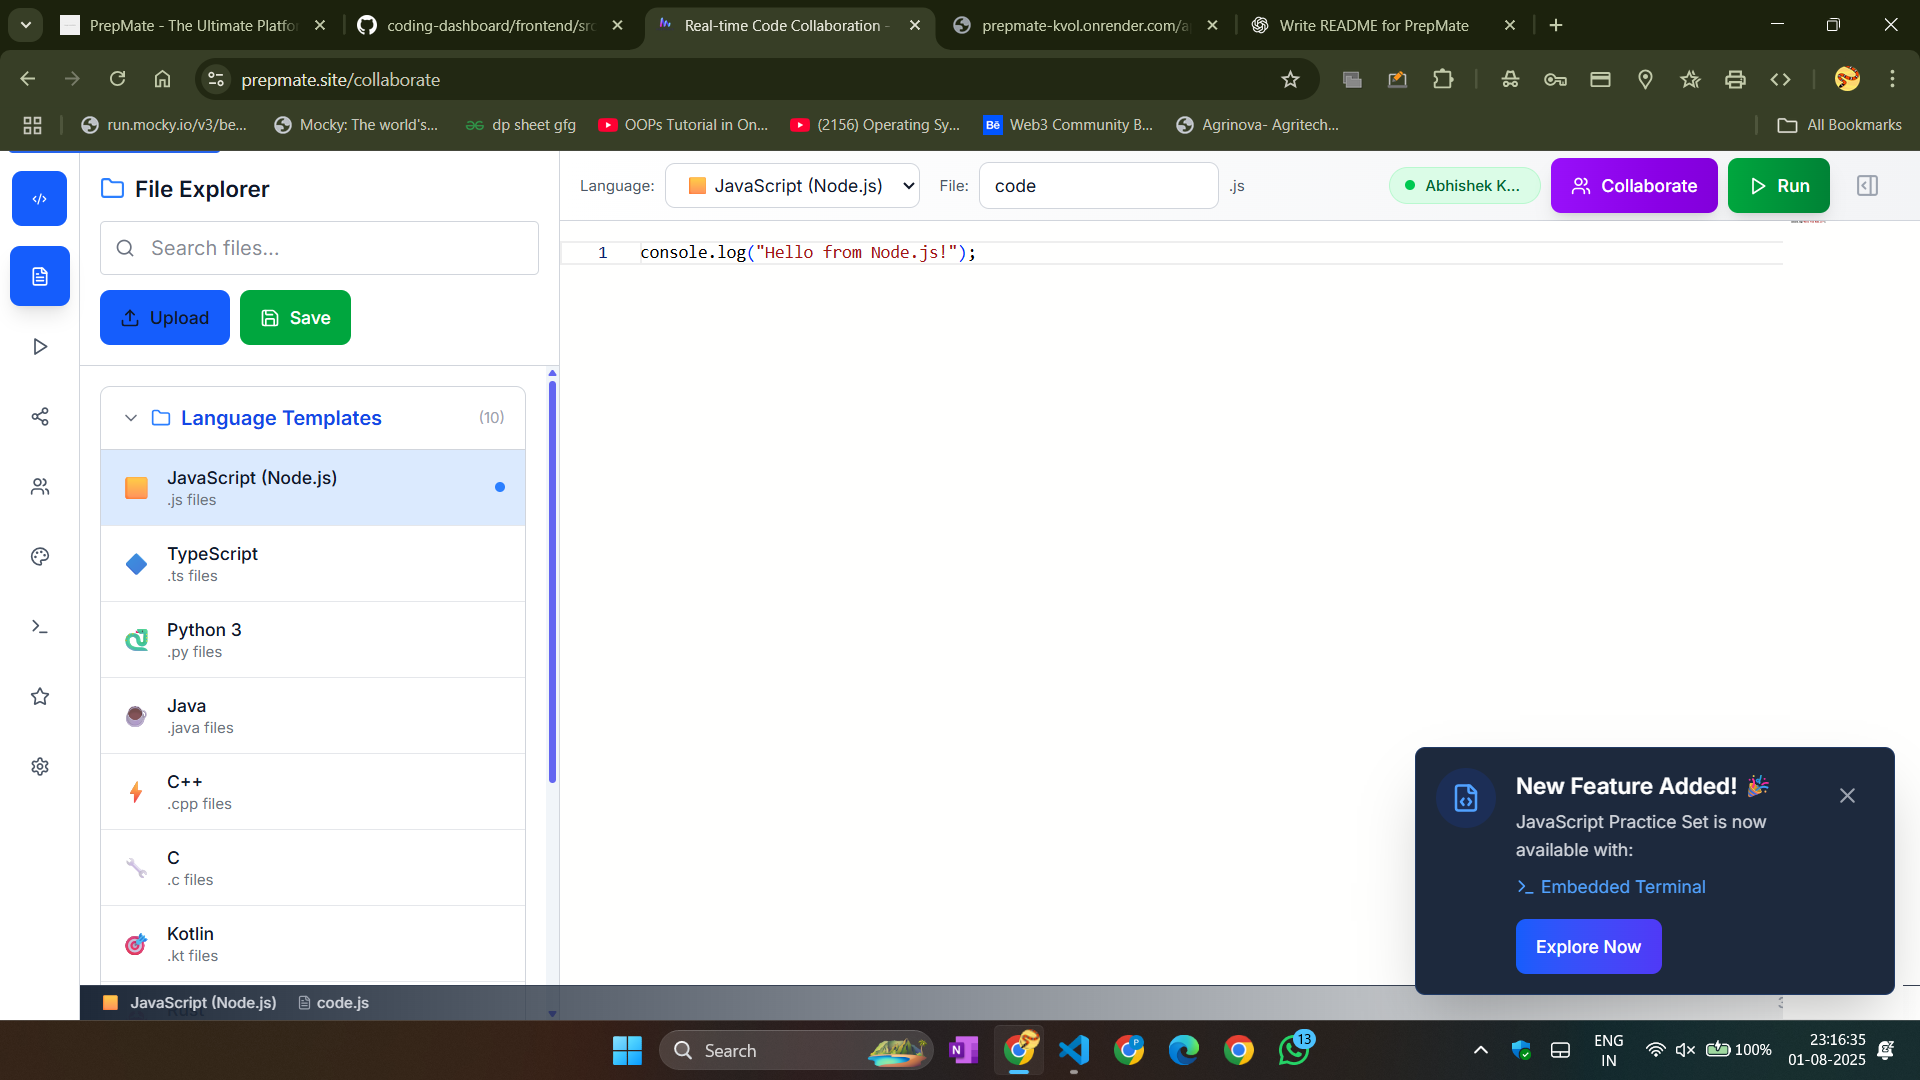 PrepMate - The Ultimate Platfo
coding-dashboard/frontend/src
Real-time Code Collaboration -
prepmate-kvol.onrender.com/a
Write README for PrepMate
prepmate.site/collaborate
run.mocky.io/v3/be...
Mocky: The world's...
dp sheet gfg
OOPs Tutorial in On...
(2156) Operating Sy...
Bē Web3 Community B...
Agrinova- Agritech...
All Bookmarks
File Explorer
Search files...
Upload
Save
Language:
JavaScript (Node.js)
File:
code
.js
Abhishek K...
Collaborate
Run
1 console.log("Hello from Node.js!");
Language Templates
(10)
JavaScript (Node.js)
.js files
TypeScript
.ts files
Python 3
.py files
Java
.java files
C++
.cpp files
C
.c files
Kotlin
.kt files
Rust
JavaScript (Node.js)
code.js
New Feature Added! 🎉
JavaScript Practice Set is now
available with:
Embedded Terminal
Explore Now
Search
13
ENG
IN
100%
23:16:35
01-08-2025